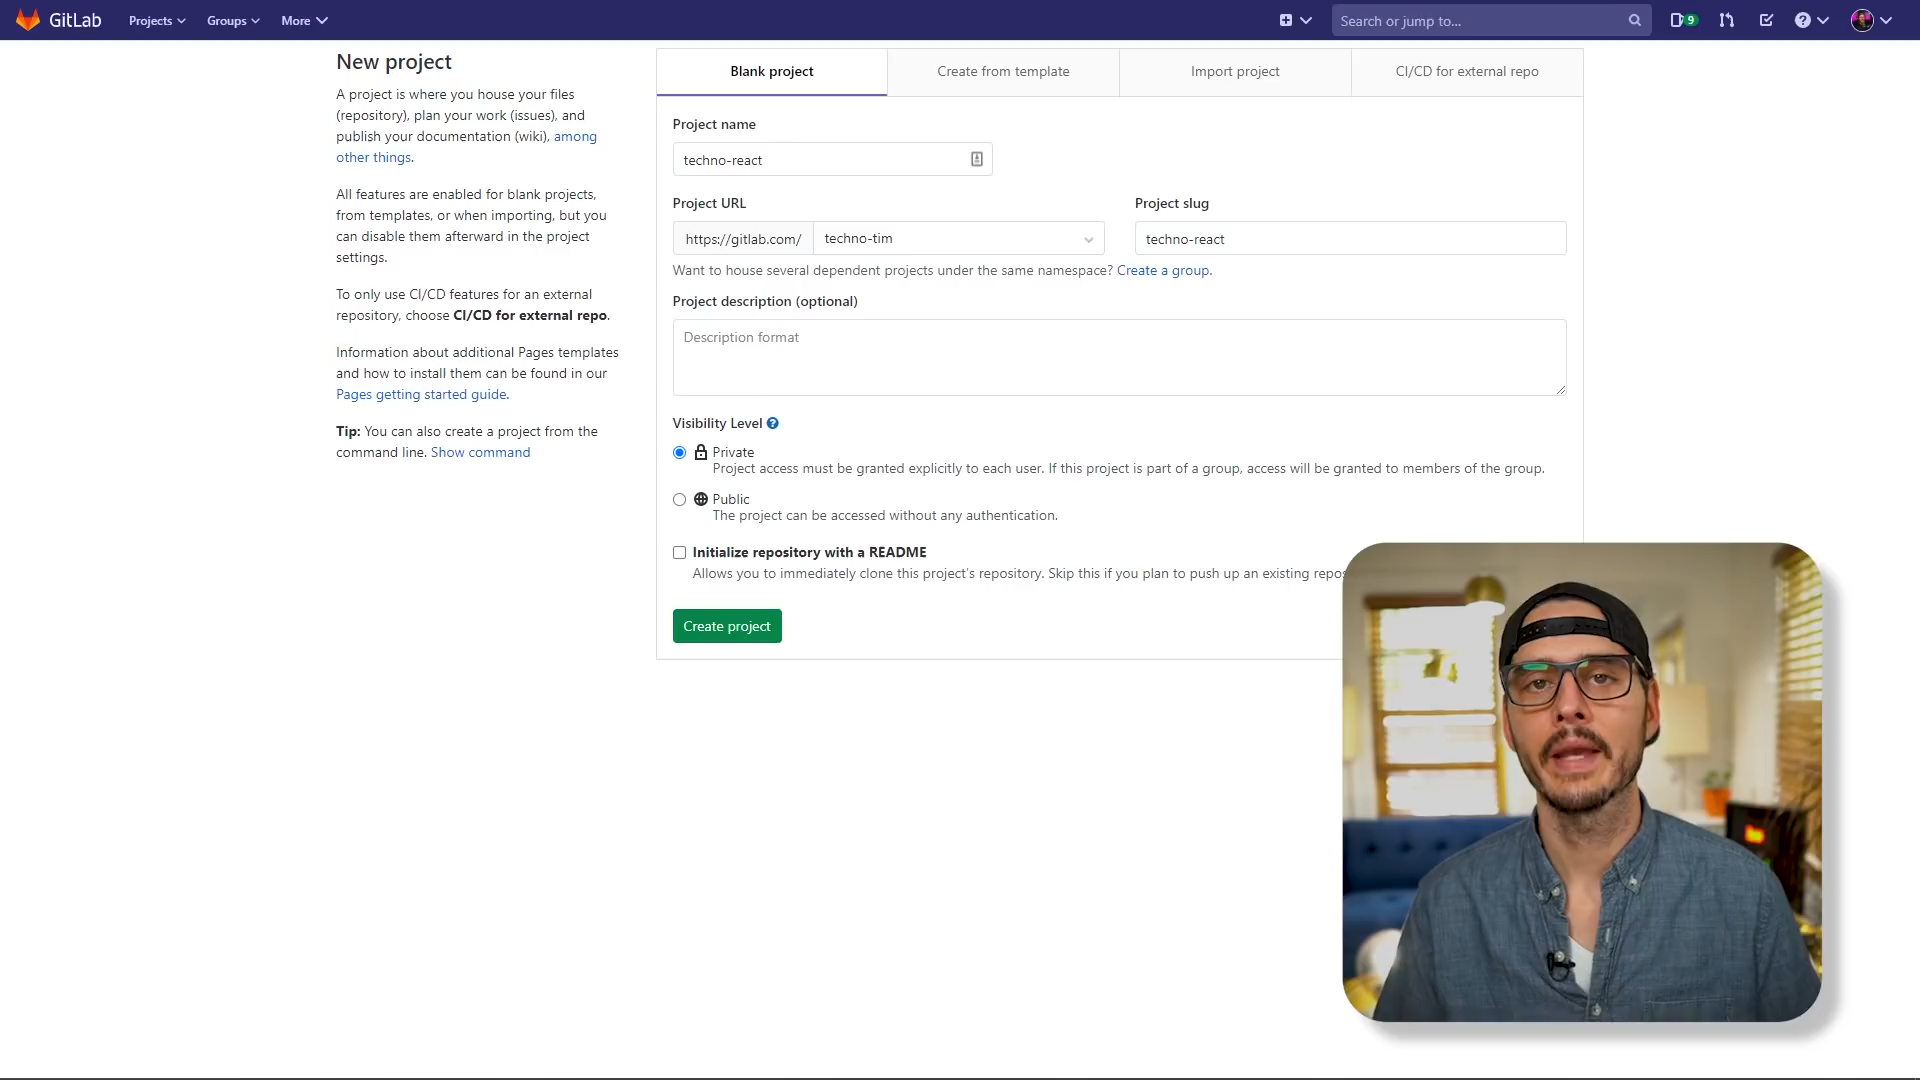 GitLab
Projects
Groups
More
Search or jump to...
9
New project
A project is where you house your files
(repository), plan your work (issues), and
publish your documentation (wiki), among
other things.
All features are enabled for blank projects,
from templates, or when importing, but you
can disable them afterward in the project
settings.
To only use CI/CD features for an external
repository, choose CI/CD for external repo.
Information about additional Pages templates
and how to install them can be found in our
Pages getting started guide.
Tip: You can also create a project from the
command line. Show command
Blank project
Create from template
Import project
CI/CD for external repo
Project name
techno-react
Project URL
Project slug
https://gitlab.com/
techno-tim
techno-react
Want to house several dependent projects under the same namespace? Create a group.
Project description (optional)
Description format
Visibility Level
Private
Project access must be granted explicitly to each user. If this project is part of a group, access will be granted to members of the group.
Public
The project can be accessed without any authentication.
Initialize repository with a README
Allows you to immediately clone this project's repository. Skip this if you plan to push up an existing repos
Create project